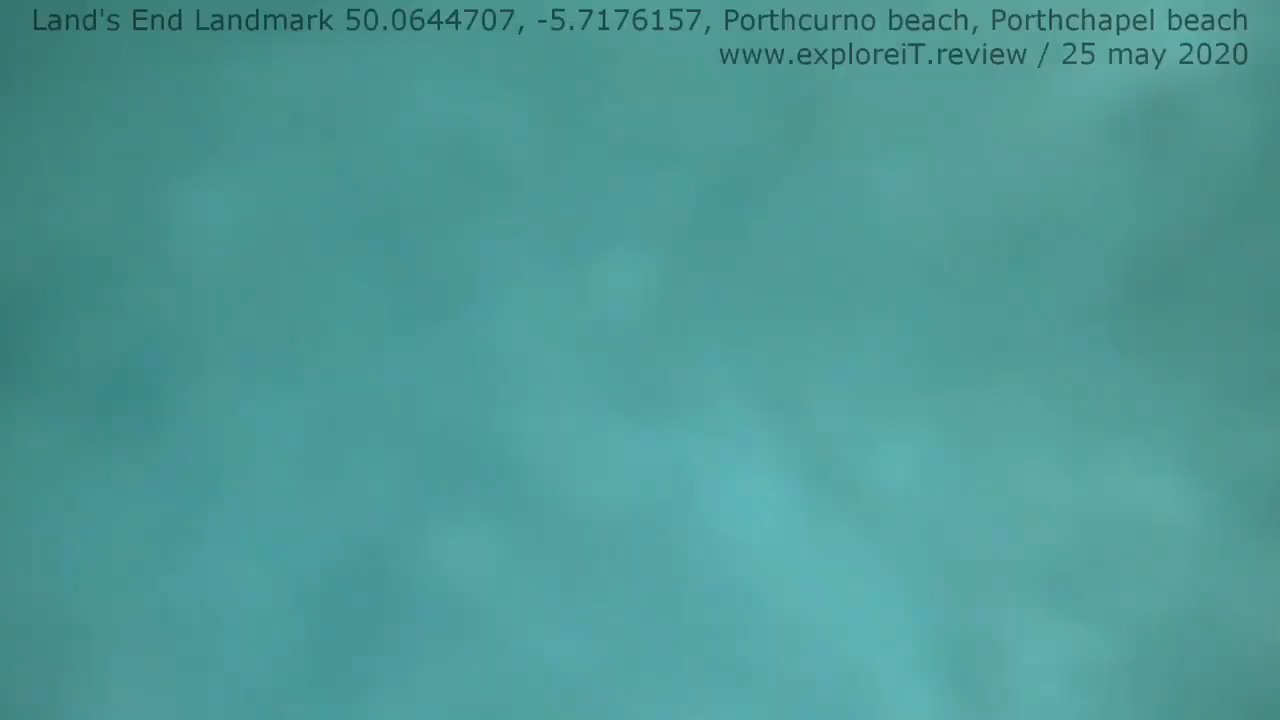 Land's End Landmark 50.0644707, -5.7176157, Porthcurno beach, Porthchapel beach
www.exploreiT.review / 25 may 2020